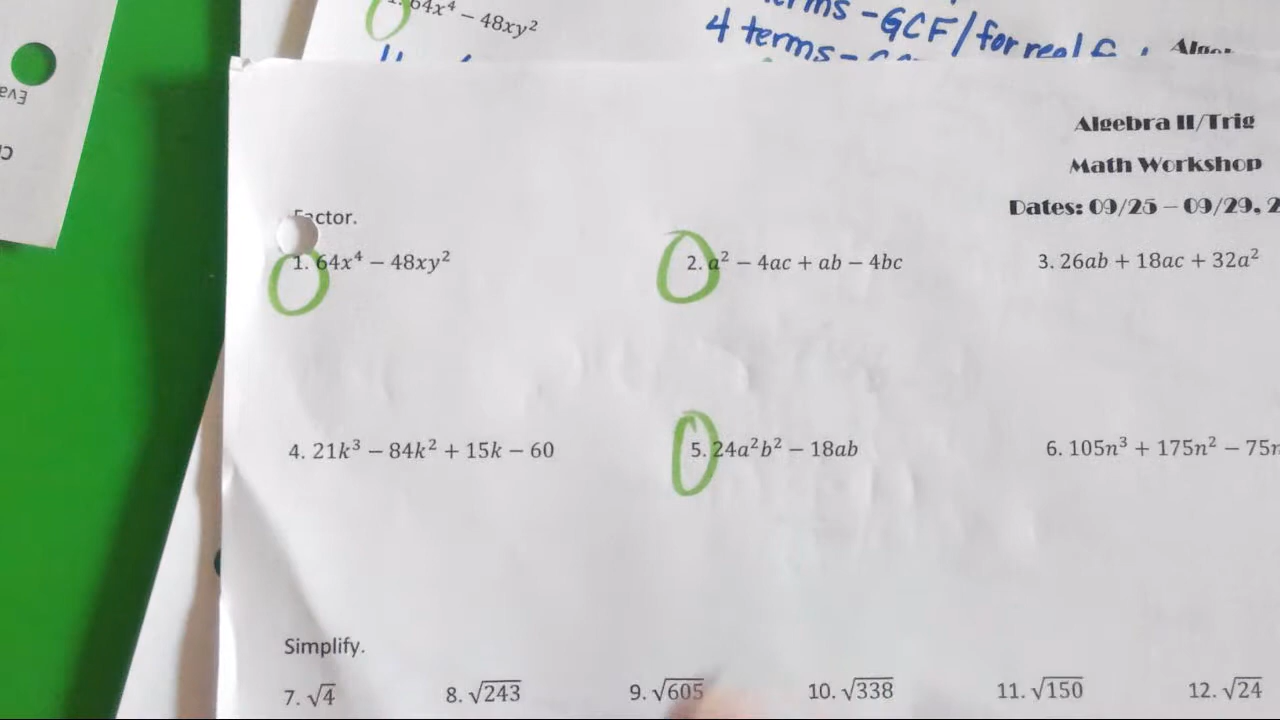 64x⁴ − 48xy²
4 terms -
-GCF/for real
Algebra II/Trig
Math Workshop
Dates: 09/25 – 09/29,
Factor.
1. 64x⁴ − 48xy² 2. a² − 4ac + ab − 4bc 3. 26ab + 18ac + 32a²
4. 21k³ − 84k² + 15k − 60 5. 24a²b² − 18ab 6. 105n³ + 175n² − 75n
Simplify.
7. √4 8. √243 9. √605 10. √338 11. √150 12. √24